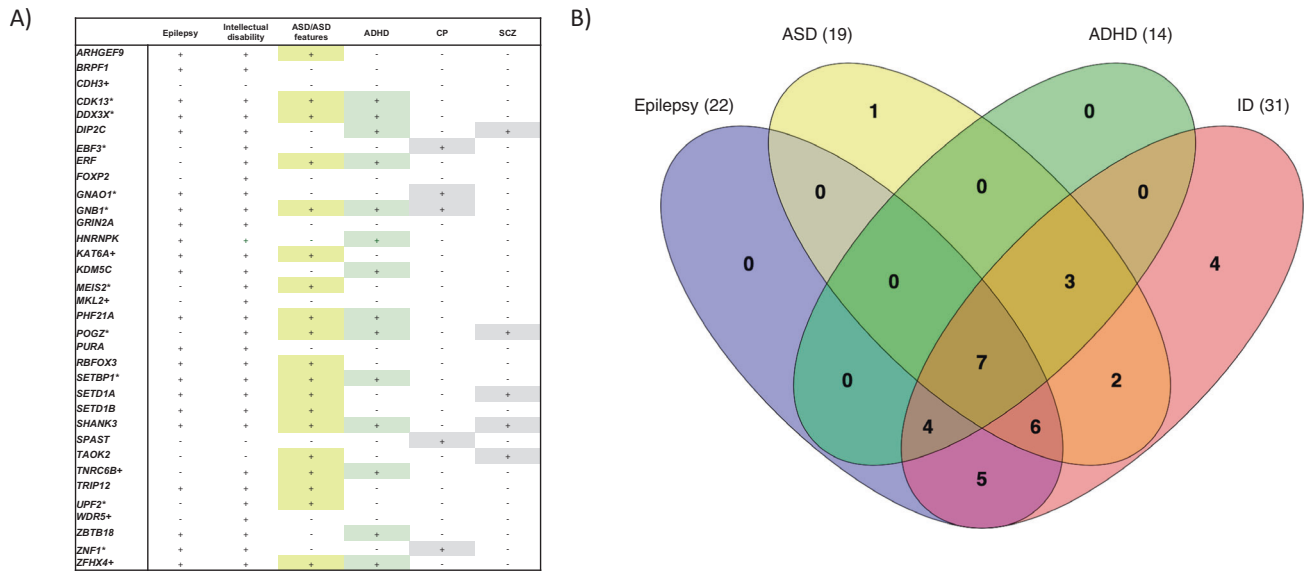 A)
Epilepsy Intellectual disability ASD/ASD features ADHD CP SCZ
ARHGEF9 + + + - - -
BRPF1 + + - - - -
CDH3+ - - - - - -
CDK13* + + + + - -
DDX3X* + + + + - -
DIP2C + + - + - +
EBF3* - + - - + -
ERF - + + + - -
FOXP2 - + - - - -
GNAO1* + + - - + -
GNB1* + + + + + -
GRIN2A + + - - - -
HNRNPK + + - + - -
KAT6A+ + + + - - -
KDM5C + + - + - -
MEIS2* - + + - - -
MKL2+ - + - - - -
PHF21A + + + + - -
POGZ* - + + + - +
PURA + + - - - -
RBFOX3 + + + - - -
SETBP1* + + + + - -
SETD1A + + + - - +
SETD1B + + + - - -
SHANK3 + + + + - +
SPAST - - - - + -
TAOK2 - - + - - +
TNRC6B+ - + + + - -
TRIP12 + + + - - -
UPF2* - + + - - -
WDR5+ - + - - - -
ZBTB18 + + - + - -
ZNF1* + + - - + -
ZFHX4+ + + + + - -
B)
ASD (19) ADHD (14)
Epilepsy (22) ID (31)
1 0
0 0 0
0 0 3 4
0 7 2
4 6
5